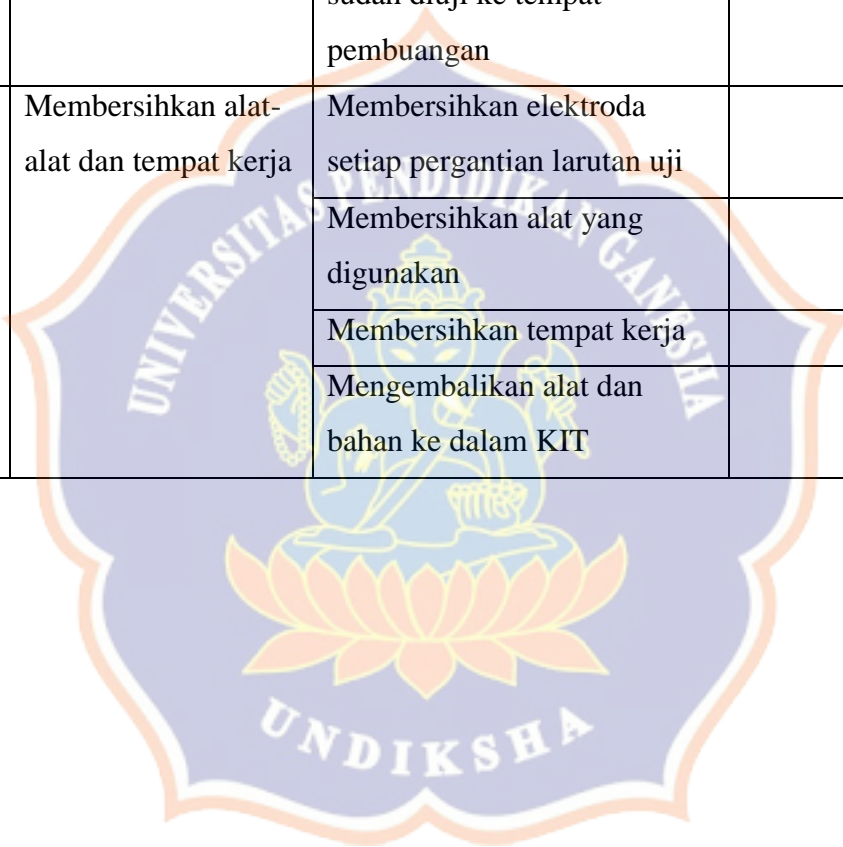 sudah diuji ke tempat
pembuangan
Membersihkan alat-
alat dan tempat kerja
Membersihkan elektroda
setiap pergantian larutan uji
Membersihkan alat yang
digunakan
Membersihkan tempat kerja
Mengembalikan alat dan
bahan ke dalam KIT
UNIVERSITAS PENDIDIKAN GANESHA
UNDIKSHA